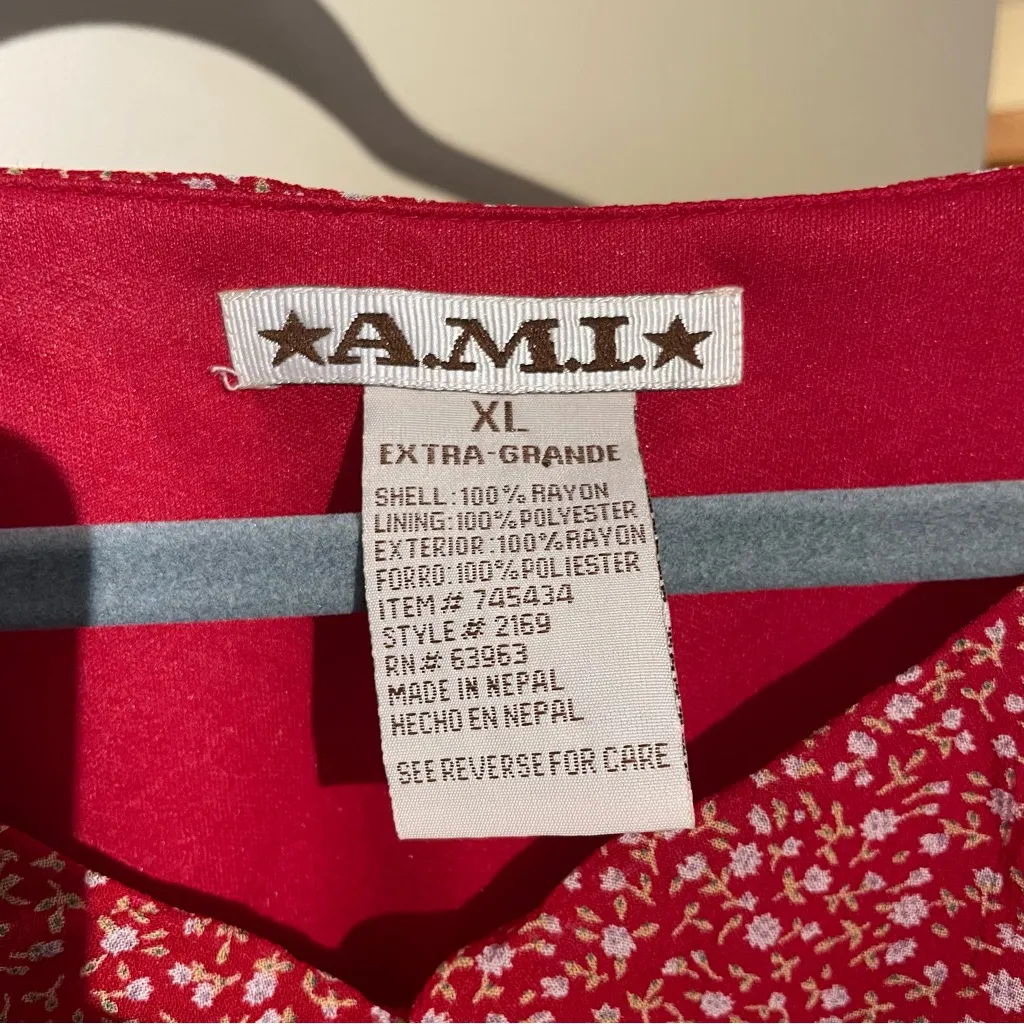 ★A.M.I.★
XL
EXTRA-GRANDE
SHELL:100% RAYON
LINING:100%POLYESTER
EXTERIOR:100%RAYON
FORRO:100%POLIESTER
ITEM# 745434
STYLE# 2169
RN# 63963
MADE IN NEPAL
HECHO EN NEPAL
SEE REVERSE FOR CARE